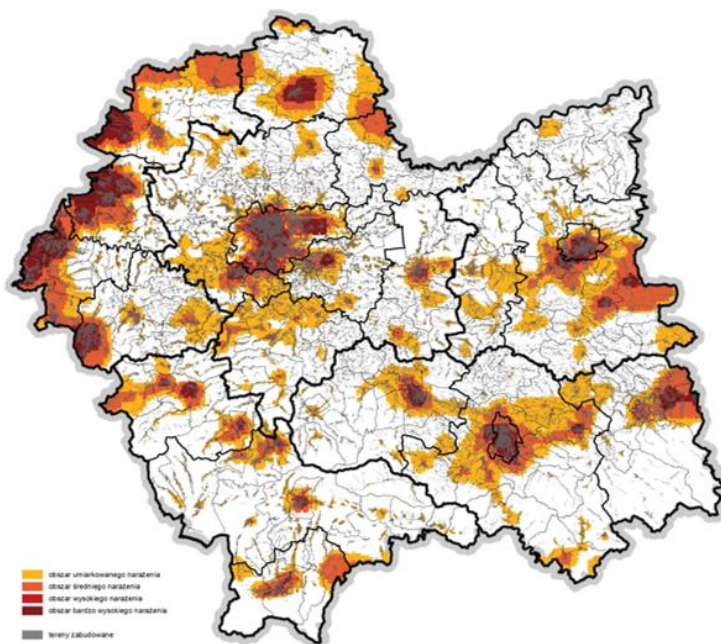 obszar umiarkowanego narażenia
obszar średniego narażenia
obszar wysokiego narażenia
obszar bardzo wysokiego narażenia
tereny zabudowane